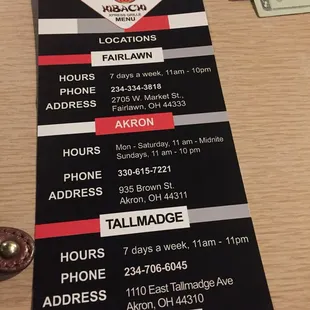 HIBACHI
XPRESS GRILLE
MENU
LOCATIONS
FAIRLAWN
HOURS 7 days a week, 11am - 10pm
PHONE 234-334-3818
ADDRESS 2705 W. Market St.,
Fairlawn, OH 44333
AKRON
HOURS Mon - Saturday, 11 am - Midnite
Sundays, 11 am - 10 pm
PHONE 330-615-7221
ADDRESS 935 Brown St.
Akron, OH 44311
TALLMADGE
HOURS 7 days a week, 11am - 11pm
PHONE 234-706-6045
ADDRESS 1110 East Tallmadge Ave
Akron, OH 44310